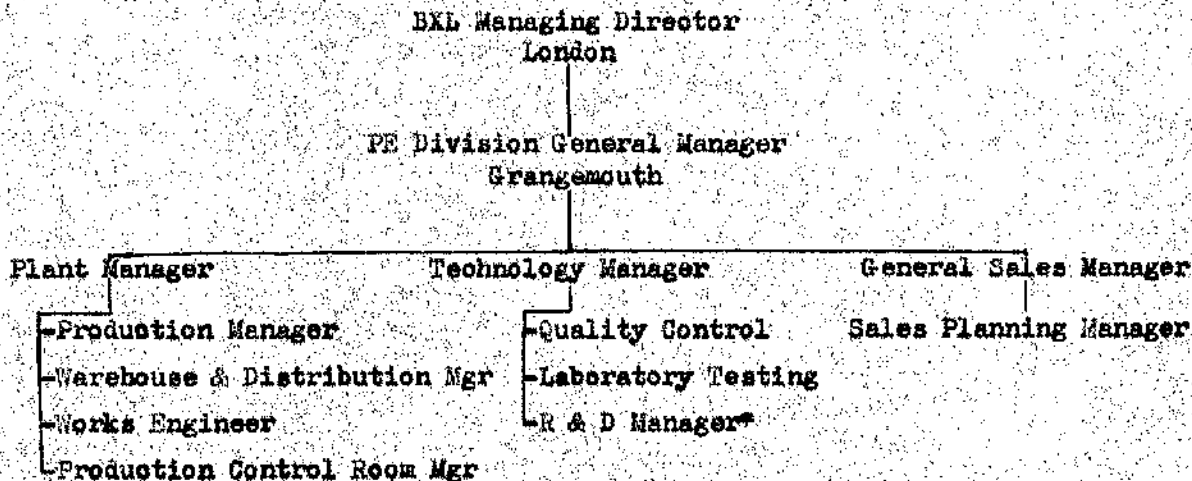 BXL Managing Director
London
PE Division General Manager
Grangemouth
Plant Manager
Technology Manager
General Sales Manager
Production Manager
Quality Control
Sales Planning Manager
Warehouse & Distribution Mgr
Laboratory Testing
Works Engineer
R & D Manager*
Production Control Room Mgr